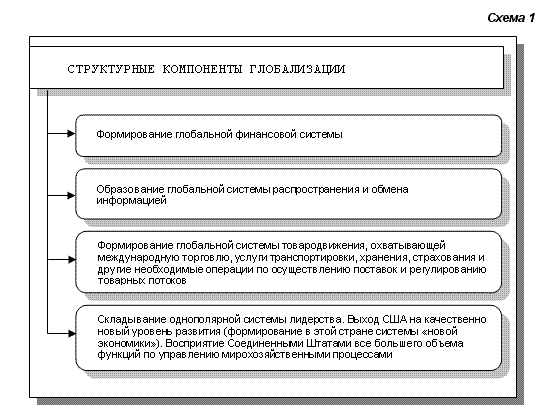 Схема 1
СТРУКТУРНЫЕ КОМПОНЕНТЫ ГЛОБАЛИЗАЦИИ
Формирование глобальной финансовой системы
Образование глобальной системы распространения и обмена
информацией
Формирование глобальной системы товародвижения, охватывающей
международную торговлю, услуги транспортировки, хранения, страхования и
другие необходимые операции по осуществлению поставок и регулированию
товарных потоков
Складывание однополярной системы лидерства. Выход США на качественно
новый уровень развития (формирование в этой стране системы «новой
экономики»). Восприятие Соединенными Штатами все большего объема
функций по управлению мирохозяйственными процессами